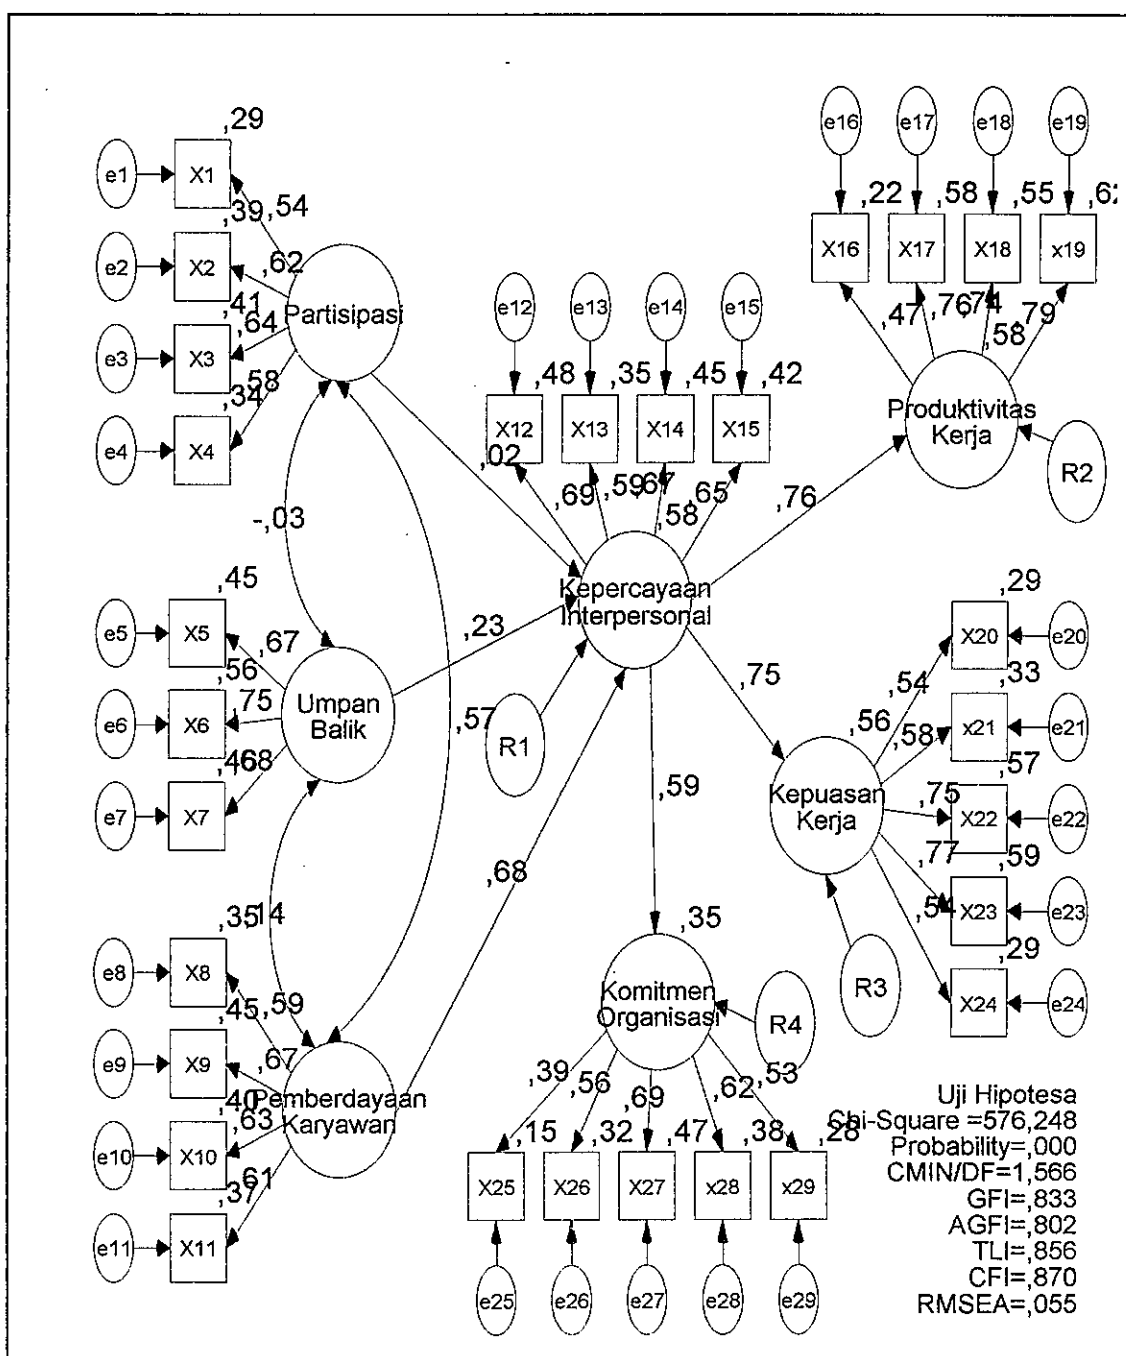 e16
e17
e18
e19
,29
e1
X1
,22
,58
,55
,62
,39
,54
X16
X17
X18
x19
e2
X2
,62
,41
Partisipasi
e12
e13
e14
e15
,47
,76
,74
,58
,79
e3
X3
,64
,58
,34
,48
,35
,45
,42
Produktivitas
Kerja
e4
X4
,02
X12
X13
X14
X15
R2
,69
,59
,67
,58
,65
,76
-,03
,45
Kepercayaan
Interpersonal
,29
e5
X5
,67
,23
X20
e20
,56
,75
,54
,33
e6
X6
,75
Umpan
Balik
,57
R1
,56
,58
x21
e21
,46
,68
,59
,57
e7
X7
Kepuasan
Kerja
,75
X22
e22
,68
,77
,59
,35
,14
,35
,54
X23
e23
e8
X8
,29
,45
,59
Komitmen
Organisasi
R4
R3
X24
e24
e9
X9
,67
,39
,56
,69
,62
,53
,40
Pemberdayaan
Karyawan
e10
X10
,63
,15
,32
,47
,38
,28
,37
,61
X25
X26
X27
x28
x29
e11
X11
e25
e26
e27
e28
e29
Uji Hipotesa
Chi-Square =576,248
Probability=,000
CMIN/DF=1,566
GFI=,833
AGFI=,802
TLI=,856
CFI=,870
RMSEA=,055